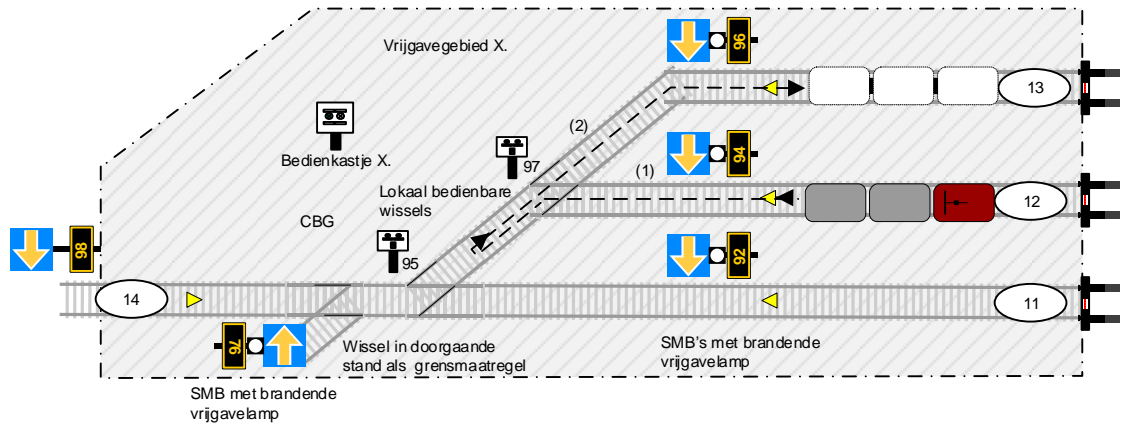 Vrijgavegebied X.
96
13
(2)
Bedienkastje X.
97
94
(1)
Lokaal bedienbare
wissels
12
CBG
98
95
92
14
11
76
Wissel in doorgaande
stand als grensmaatregel
SMB's met brandende
vrijgavelamp
SMB met brandende
vrijgavelamp